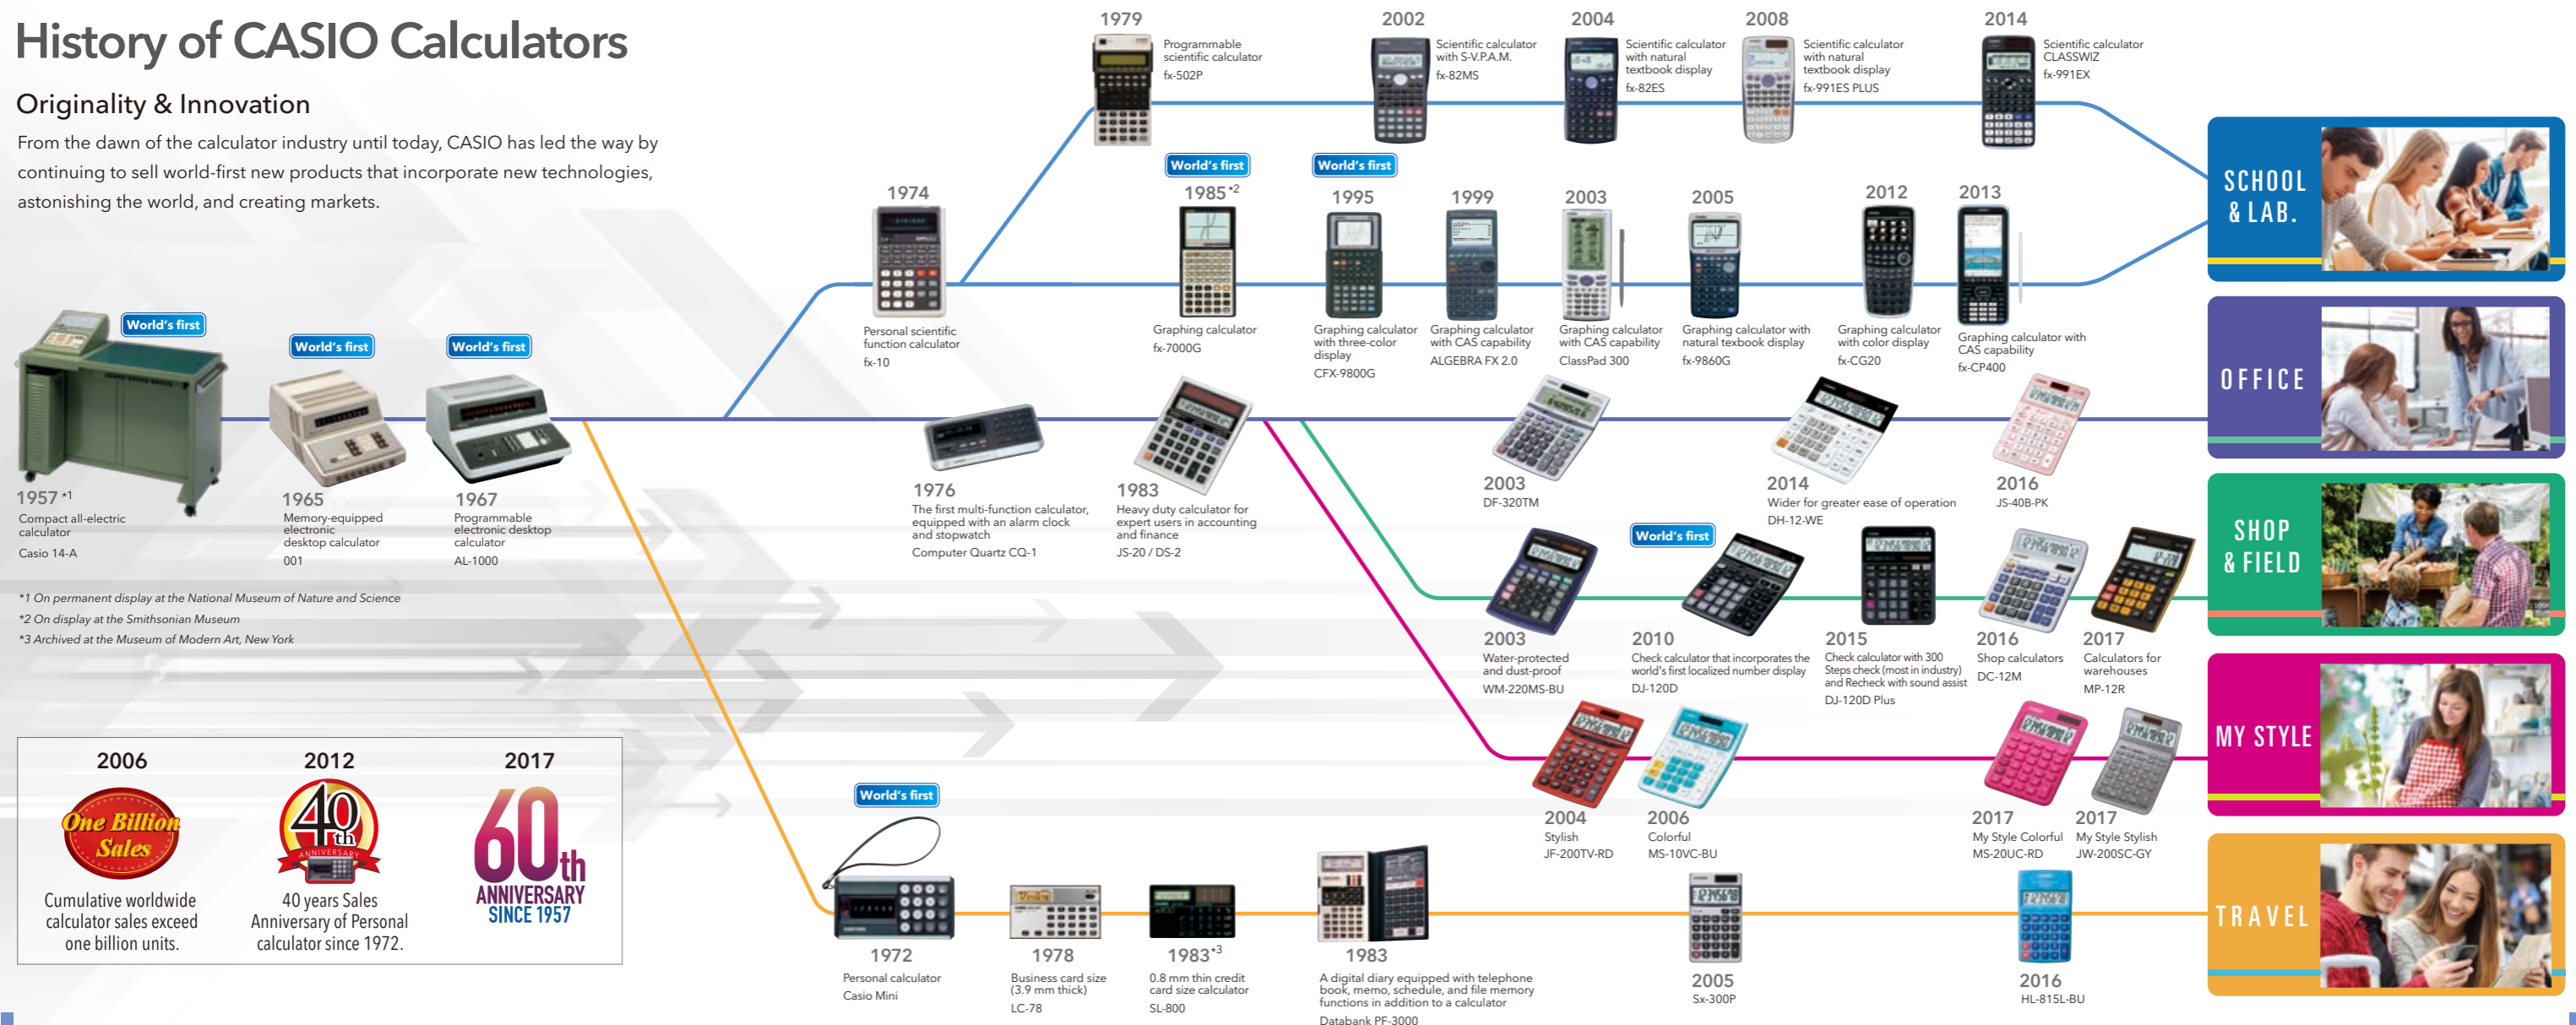 History of CASIO Calculators
Originality & Innovation
From the dawn of the calculator industry until today, CASIO has led the way by
continuing to sell world-first new products that incorporate new technologies,
astonishing the world, and creating markets.
1979
Programmable
scientific calculator
fx-502P
2002
Scientific calculator
with S-V.P.A.M.
fx-82MS
2004
Scientific calculator
with natural
textbook display
fx-82ES
2008
Scientific calculator
with natural
textbook display
fx-991ES PLUS
2014
Scientific calculator
CLASSWIZ
fx-991EX
1974
Personal scientific
function calculator
fx-10
World's first
1985 *2
Graphing calculator
fx-7000G
World's first
1995
Graphing calculator
with three-color
display
CFX-9800G
1999
Graphing calculator
with CAS capability
ALGEBRA FX 2.0
2003
Graphing calculator
with CAS capability
ClassPad 300
2005
Graphing calculator with
natural texbook display
fx-9860G
2012
Graphing calculator
with color display
fx-CG20
2013
Graphing calculator with
CAS capability
fx-CP400
SCHOOL
& LAB.
World's first
1957 *1
Compact all-electric
calculator
Casio 14-A
World's first
1965
Memory-equipped
electronic
desktop calculator
001
World's first
1967
Programmable
electronic desktop
calculator
AL-1000
1976
The first multi-function calculator,
equipped with an alarm clock
and stopwatch
Computer Quartz CQ-1
1983
Heavy duty calculator for
expert users in accounting
and finance
JS-20 / DS-2
2003
DF-320TM
2014
Wider for greater ease of operation
DH-12-WE
2016
JS-40B-PK
OFFICE
2003
Water-protected
and dust-proof
WM-220MS-BU
World's first
2010
Check calculator that incorporates the
world's first localized number display
DJ-120D
2015
Check calculator with 300
Steps check (most in industry)
and Recheck with sound assist
DJ-120D Plus
2016
Shop calculators
DC-12M
2017
Calculators for
warehouses
MP-12R
SHOP
& FIELD
*1 On permanent display at the National Museum of Nature and Science
*2 On display at the Smithsonian Museum
*3 Archived at the Museum of Modern Art, New York
2004
Stylish
JF-200TV-RD
2006
Colorful
MS-10VC-BU
2017
My Style Colorful
MS-20UC-RD
2017
My Style Stylish
JW-200SC-GY
MY STYLE
2006
One Billion
Sales
Cumulative worldwide
calculator sales exceed
one billion units.
2012
40th
ANNIVERSARY
40 years Sales
Anniversary of Personal
calculator since 1972.
2017
60th
ANNIVERSARY
SINCE 1957
World's first
1972
Personal calculator
Casio Mini
1978
Business card size
(3.9 mm thick)
LC-78
1983*3
0.8 mm thin credit
card size calculator
SL-800
1983
A digital diary equipped with telephone
book, memo, schedule, and file memory
functions in addition to a calculator
Databank PF-3000
2005
Sx-300P
2016
HL-815L-BU
TRAVEL